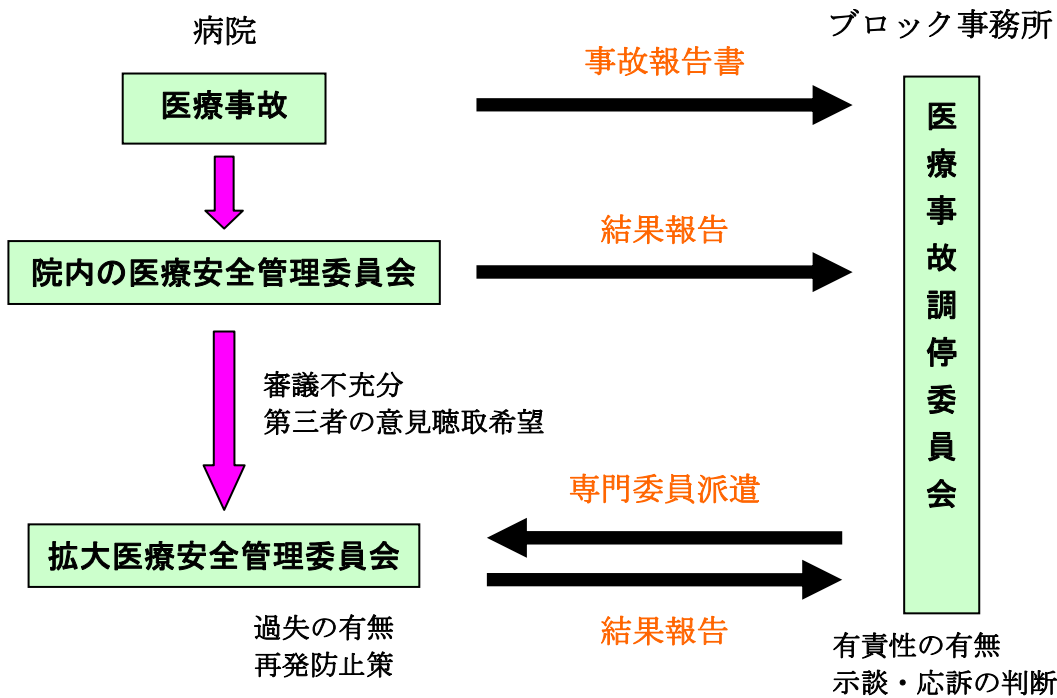 病院
ブロック事務所
事故報告書
医療事故
医療事故調停委員会
結果報告
院内の医療安全管理委員会
審議不充分
第三者の意見聴取希望
専門委員派遣
拡大医療安全管理委員会
結果報告
過失の有無
再発防止策
有責性の有無
示談・応訴の判断